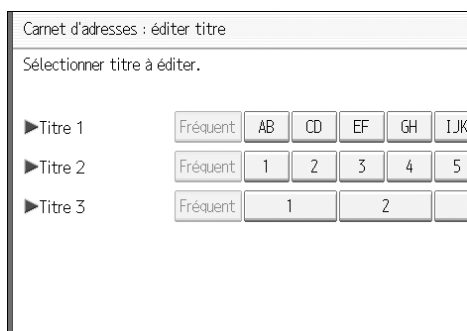 Carnet d'adresses : éditer titre
Sélectionner titre à éditer.
▶Titre 1 Fréquent AB CD EF GH IJK
▶Titre 2 Fréquent 1 2 3 4 5
▶Titre 3 Fréquent 1 2